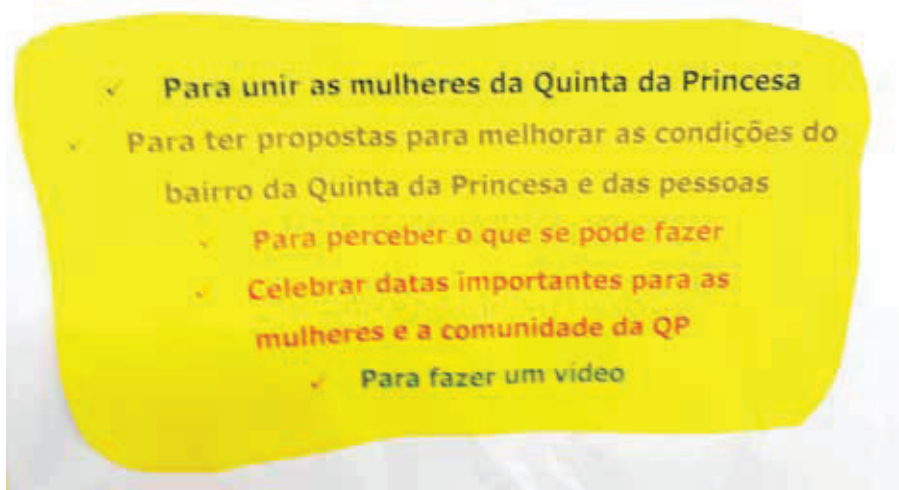 ✓ Para unir as mulheres da Quinta da Princesa
✓ Para ter propostas para melhorar as condições do
bairro da Quinta da Princesa e das pessoas
✓ Para perceber o que se pode fazer
✓ Celebrar datas importantes para as
mulheres e a comunidade da QP
✓ Para fazer um vídeo